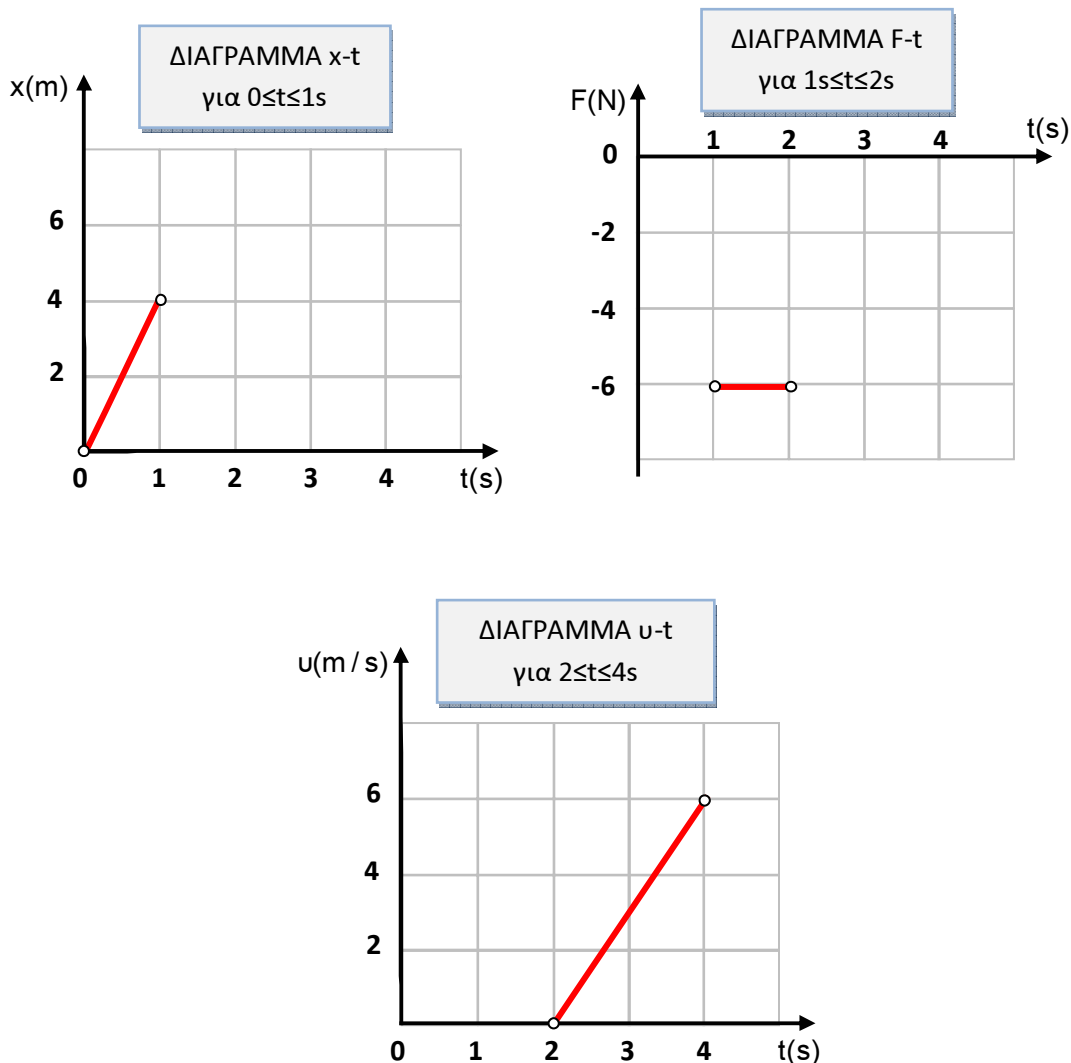 ΔΙΑΓΡΑΜΜΑ x-t
για 0≤t≤1s
x(m)
6
4
2
0 1 2 3 4 t(s)
ΔΙΑΓΡΑΜΜΑ F-t
για 1s≤t≤2s
F(N)
t(s)
0 1 2 3 4
-2
-4
-6
ΔΙΑΓΡΑΜΜΑ υ-t
για 2≤t≤4s
υ(m / s)
6
4
2
0 1 2 3 4 t(s)